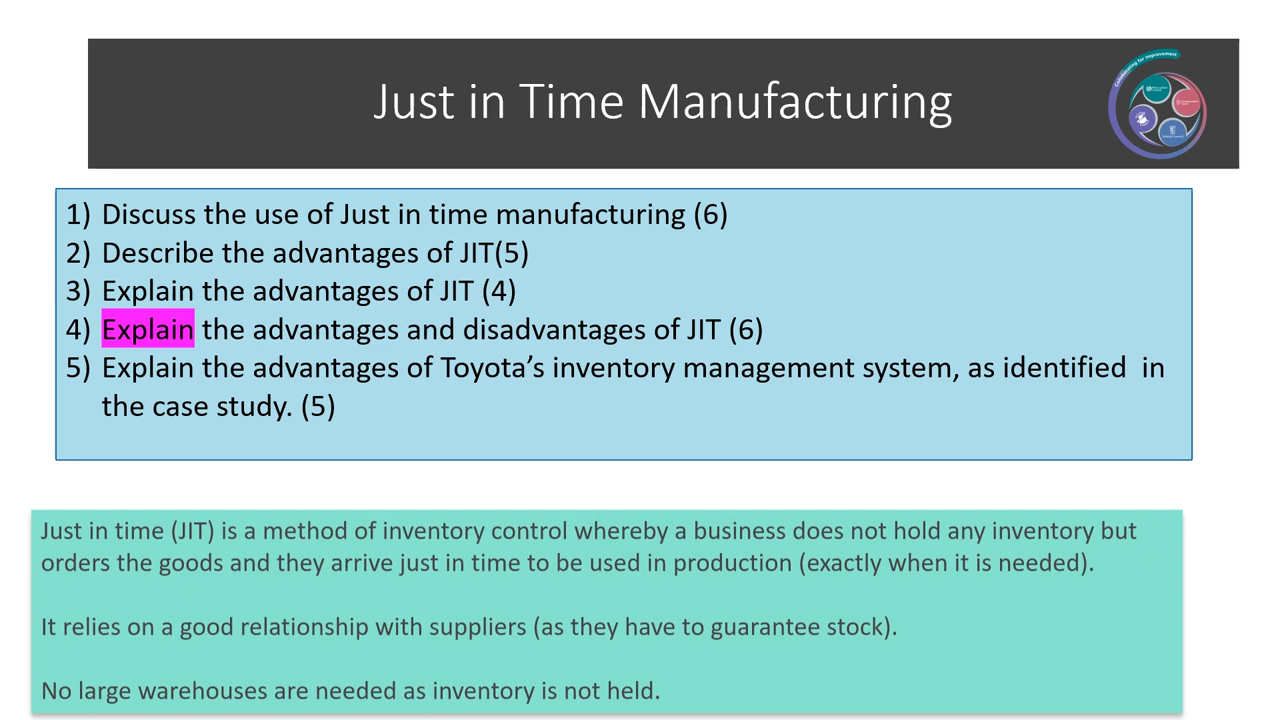 Just in Time Manufacturing
Collaborating for Improvement
1) Discuss the use of Just in time manufacturing (6)
2) Describe the advantages of JIT(5)
3) Explain the advantages of JIT (4)
4) Explain the advantages and disadvantages of JIT (6)
5) Explain the advantages of Toyota’s inventory management system, as identified in
the case study. (5)
Just in time (JIT) is a method of inventory control whereby a business does not hold any inventory but
orders the goods and they arrive just in time to be used in production (exactly when it is needed).
It relies on a good relationship with suppliers (as they have to guarantee stock).
No large warehouses are needed as inventory is not held.